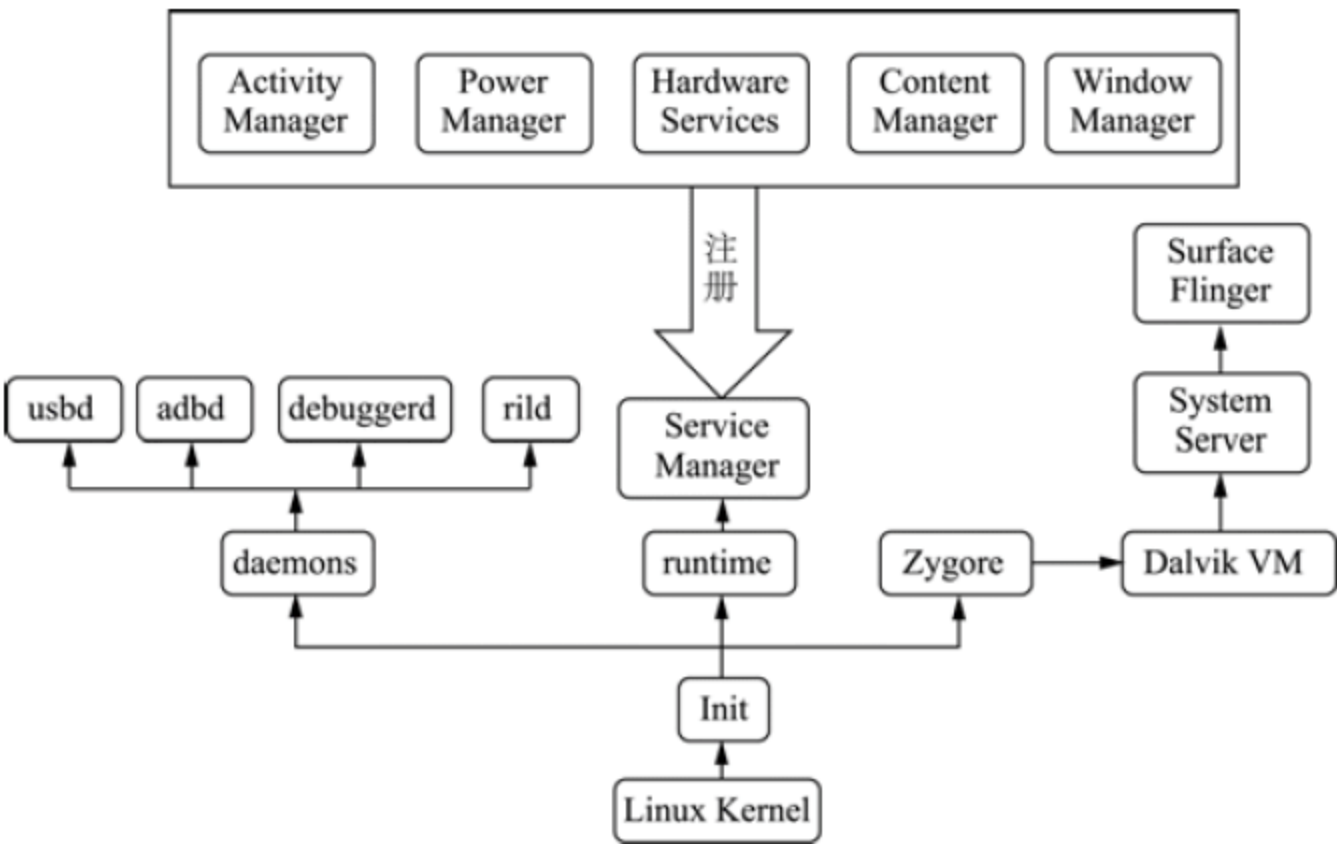 Activity
Manager
Power
Manager
Hardware
Services
Content
Manager
Window
Manager
注
册
Surface
Flinger
usbd
adbd
debuggerd
rild
Service
Manager
System
Server
daemons
runtime
Zygore
Dalvik VM
Init
Linux Kernel